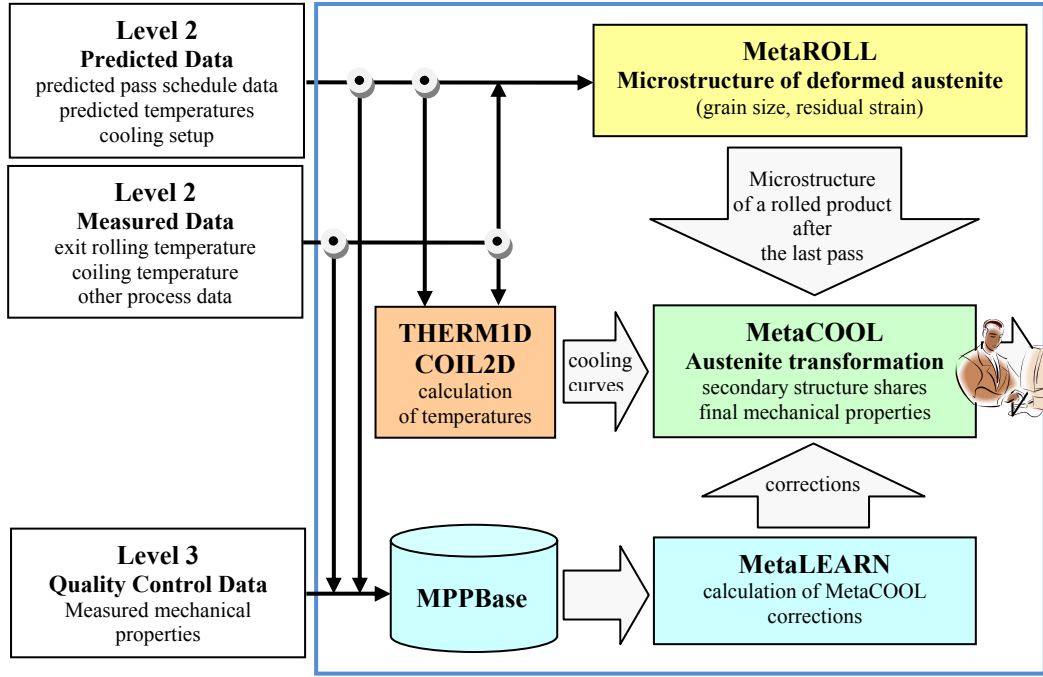 Level 2
Predicted Data
predicted pass schedule data
predicted temperatures
cooling setup
MetaROLL
Microstructure of deformed austenite
(grain size, residual strain)
Level 2
Measured Data
exit rolling temperature
coiling temperature
other process data
Microstructure
of a rolled product
after
the last pass
THERM1D
COIL2D
calculation
of temperatures
cooling
curves
MetaCOOL
Austenite transformation
secondary structure shares
final mechanical properties
corrections
Level 3
Quality Control Data
Measured mechanical
properties
MPPBase
MetaLEARN
calculation of MetaCOOL
corrections